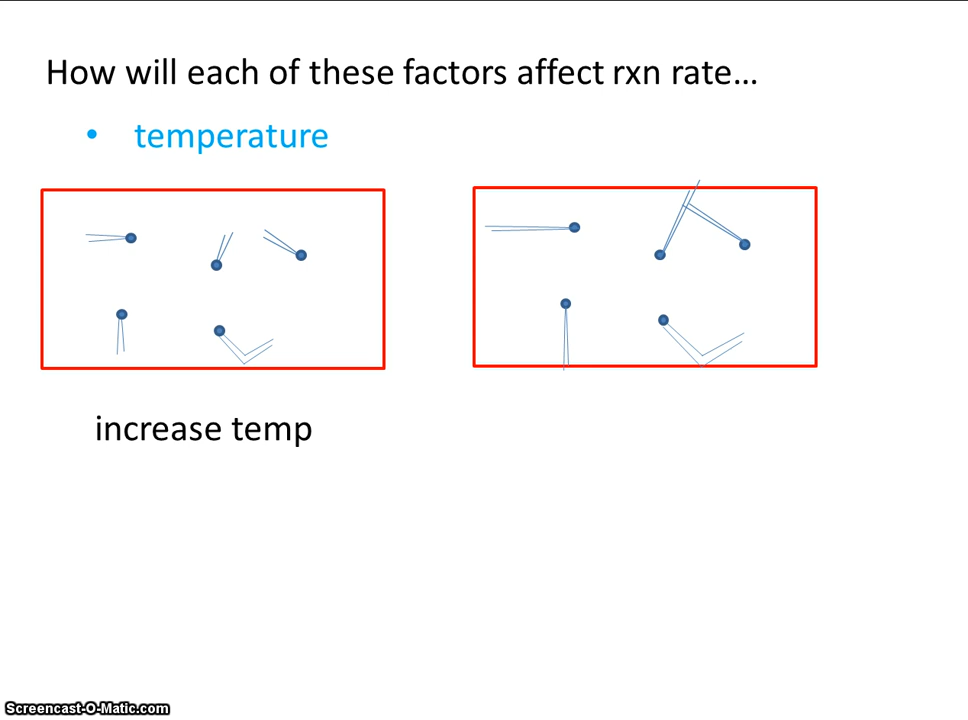 How will each of these factors affect rxn rate…
• temperature
increase temp
Screencast-O-Matic.com